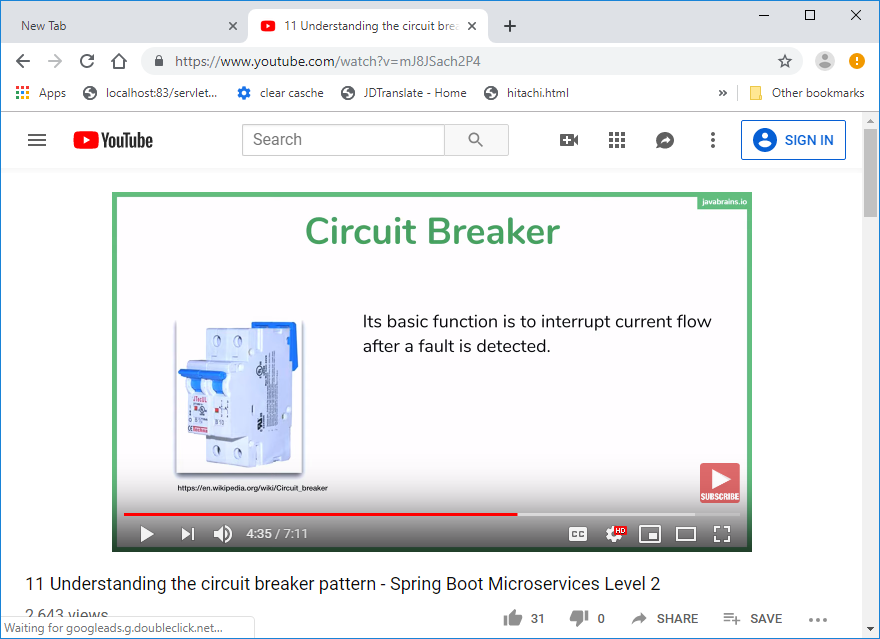 New Tab
11 Understanding the circuit brea
https://www.youtube.com/watch?v=mJ8JSach2P4
Apps
localhost:83/servlet...
clear casche
JDTranslate - Home
hitachi.html
»
Other bookmarks
YouTube
Search
SIGN IN
javabrains.io
Circuit Breaker
Its basic function is to interrupt current flow
after a fault is detected.
https://en.wikipedia.org/wiki/Circuit_breaker
SUBSCRIBE
4:35 / 7:11
CC
HD
11 Understanding the circuit breaker pattern - Spring Boot Microservices Level 2
2,643 views
31
0
SHARE
SAVE
Waiting for googleads.g.doubleclick.net...